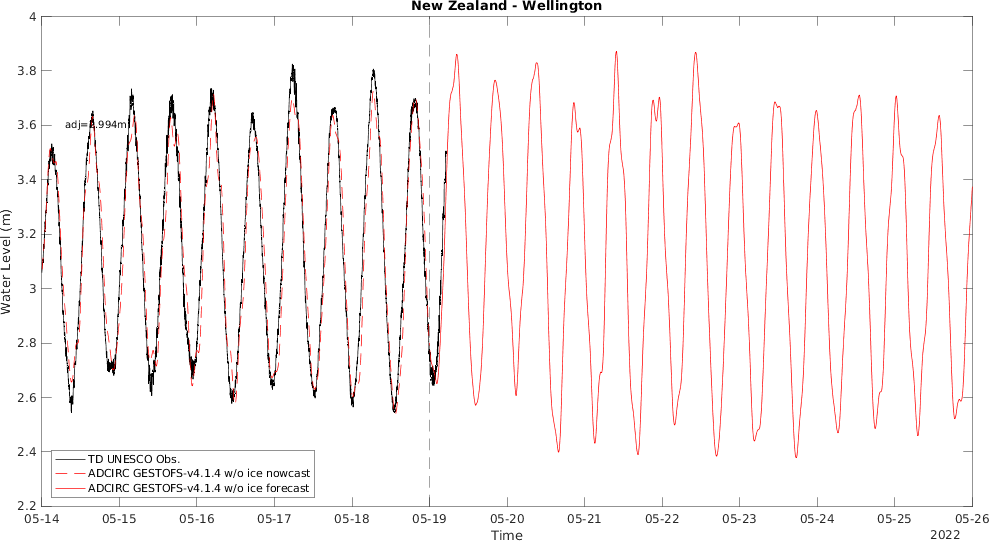 New Zealand - Wellington
4
3.8
3.6
3.4
3.2
3
2.8
2.6
2.4
2.2
Water Level (m)
TD UNESCO Obs.
ADCIRC GESTOFS-v4.1.4 w/o ice nowcast
ADCIRC GESTOFS-v4.1.4 w/o ice forecast
05-14 05-15 05-16 05-17 05-18 05-19 05-20 05-21 05-22 05-23 05-24 05-25 05-26
Time
2022